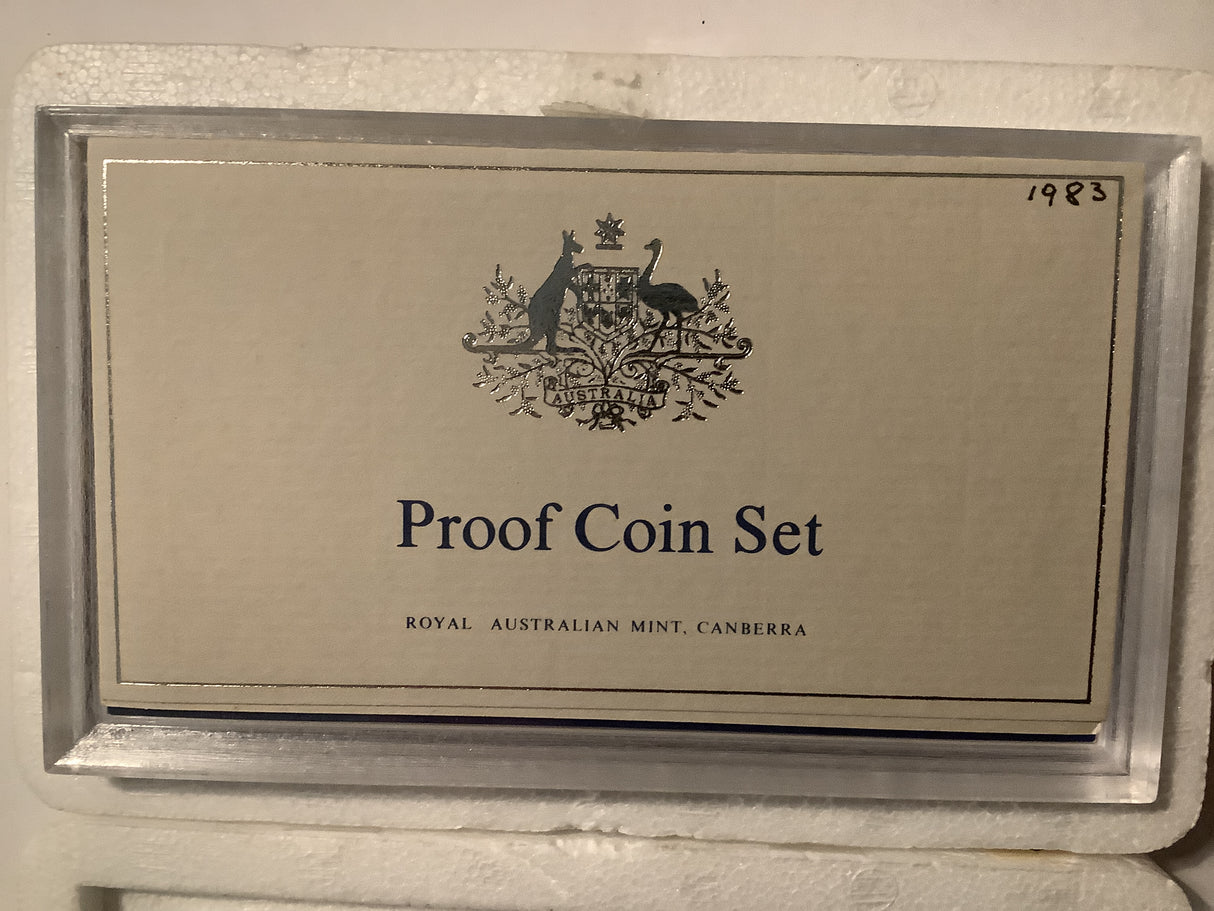 1983
AUSTRALIA
Proof Coin Set
ROYAL AUSTRALIAN MINT, CANBERRA